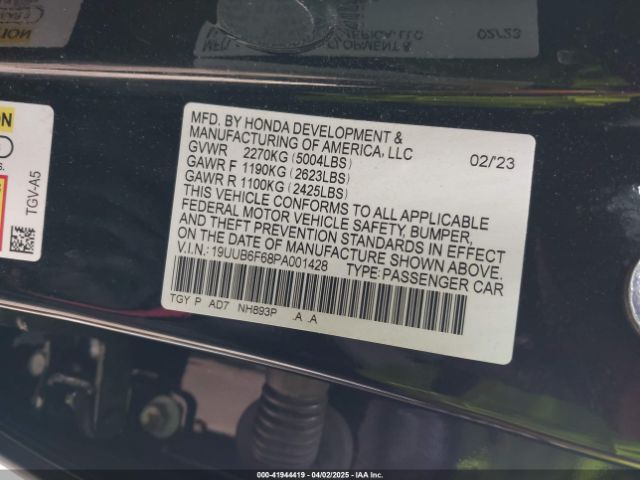 MFD. BY HONDA DEVELOPMENT &
MANUFACTURING OF AMERICA, LLC 02/23
GVWR 2270KG (5004LBS)
GAWR F 1190KG (2623LBS)
GAWR R 1100KG (2425LBS)
THIS VEHICLE CONFORMS TO ALL APPLICABLE
FEDERAL MOTOR VEHICLE SAFETY, BUMPER,
AND THEFT PREVENTION STANDARDS IN EFFECT
ON THE DATE OF MANUFACTURE SHOWN ABOVE.
V.I.N.: 19UUB6F68PA001428 TYPE: PASSENGER CAR
TGY P AD7 NH893P .A .A
TGV-A5
000-41944419 | 04/02/2025 | IAA Inc.